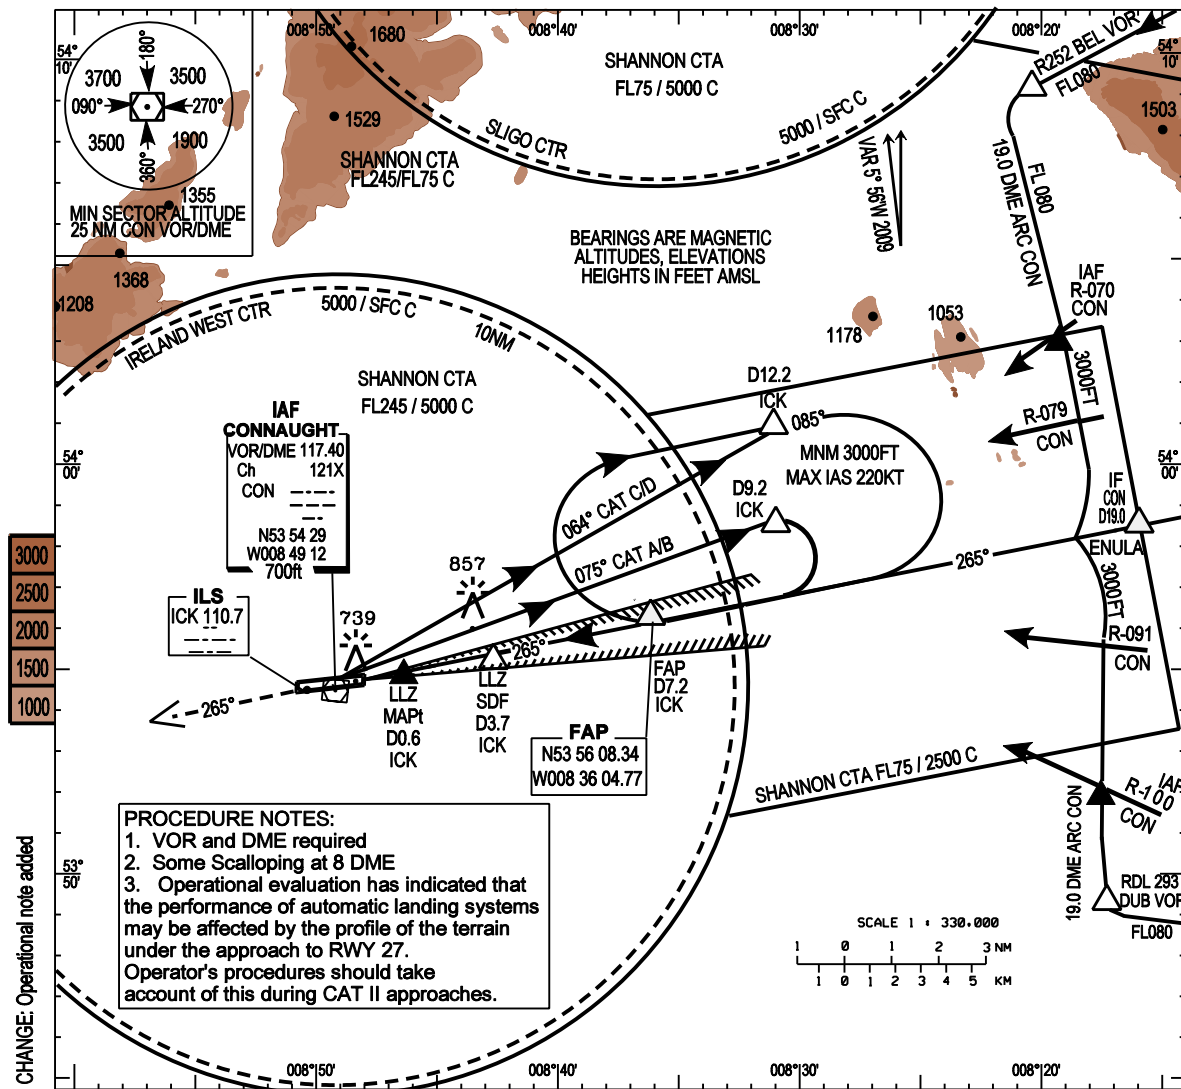 008°50'
008°40'
008°30'
008°20'
54°
10'
54°
10'
180°
3700
3500
090°
270°
3500
1900
360°
1355
MIN SECTOR ALTITUDE
25 NM CON VOR/DME
1368
1208
1680
1529
SHANNON CTA
FL245/FL75 C
SHANNON CTA
FL75 / 5000 C
SLIGO CTR
5000 / SFC C
VAR 5° 56'W 2009
BEARINGS ARE MAGNETIC
ALTITUDES, ELEVATIONS
HEIGHTS IN FEET AMSL
R252 BEL VOR
FL080
1503
19.0 DME ARC CON
FL 080
IAF
R-070
CON
1178
1053
3000FT
R-079
CON
IRELAND WEST CTR
5000 / SFC C
10NM
SHANNON CTA
FL245 / 5000 C
D12.2
ICK
085°
MNM 3000FT
MAX IAS 220KT
D9.2
ICK
54°
00'
54°
00'
IF
CON
D19.0
ENULA
IAF
CONNAUGHT
VOR/DME 117.40
Ch 121X
CON
N53 54 29
W008 49 12
700ft
064° CAT C/D
075° CAT A/B
857
739
265°
265°
265°
3000FT
R-091
CON
3000
2500
2000
1500
1000
ILS
ICK 110.7
LLZ
MAPt
D0.6
ICK
LLZ
SDF
D3.7
ICK
FAP
D7.2
ICK
FAP
N53 56 08.34
W008 36 04.77
SHANNON CTA FL75 / 2500 C
IAF
R-100
CON
19.0 DME ARC CON
RDL 293
DUB VOR
FL080
53°
50'
53°
50'
PROCEDURE NOTES:
1. VOR and DME required
2. Some Scalloping at 8 DME
3. Operational evaluation has indicated that
the performance of automatic landing systems
may be affected by the profile of the terrain
under the approach to RWY 27.
Operator's procedures should take
account of this during CAT II approaches.
SCALE 1 : 330.000
1 0 1 2 3 NM
1 0 1 2 3 4 5 KM
CHANGE: Operational note added
008°50'
008°40'
008°30'
008°20'